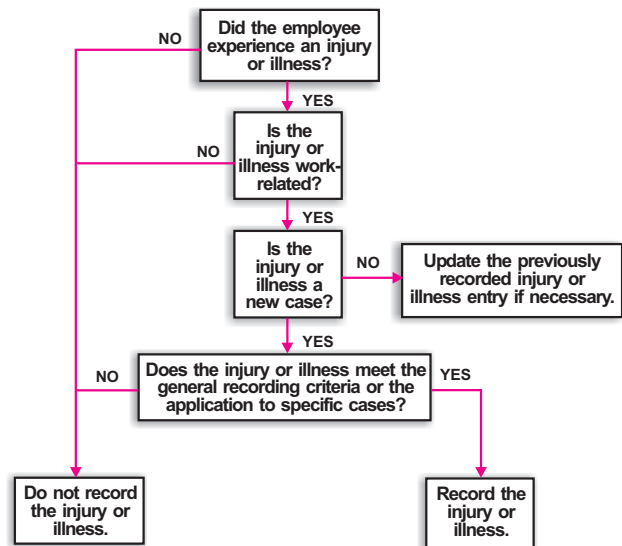 Did the employee
experience an injury
or illness?
NO
YES
Is the
injury or
illness work-
related?
NO
YES
Is the
injury or
illness a
new case?
NO
Update the previously
recorded injury or
illness entry if necessary.
YES
Does the injury or illness meet the
general recording criteria or the
application to specific cases?
NO
YES
Do not record
the injury or
illness.
Record the
injury or
illness.